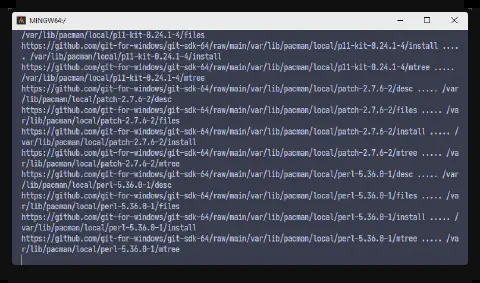 MINGW64:/
/var/lib/pacman/local/p11-kit-0.24.1-4/files
https://github.com/git-for-windows/git-sdk-64/raw/main/var/lib/pacman/local/p11-kit-0.24.1-4/install ....
. /var/lib/pacman/local/p11-kit-0.24.1-4/install
https://github.com/git-for-windows/git-sdk-64/raw/main/var/lib/pacman/local/p11-kit-0.24.1-4/mtree .....
/var/lib/pacman/local/p11-kit-0.24.1-4/mtree
https://github.com/git-for-windows/git-sdk-64/raw/main/var/lib/pacman/local/patch-2.7.6-2/desc ..... /var
/lib/pacman/local/patch-2.7.6-2/desc
https://github.com/git-for-windows/git-sdk-64/raw/main/var/lib/pacman/local/patch-2.7.6-2/files ..... /va
r/lib/pacman/local/patch-2.7.6-2/files
https://github.com/git-for-windows/git-sdk-64/raw/main/var/lib/pacman/local/patch-2.7.6-2/install ..... /
var/lib/pacman/local/patch-2.7.6-2/install
https://github.com/git-for-windows/git-sdk-64/raw/main/var/lib/pacman/local/patch-2.7.6-2/mtree ..... /va
r/lib/pacman/local/patch-2.7.6-2/mtree
https://github.com/git-for-windows/git-sdk-64/raw/main/var/lib/pacman/local/perl-5.36.0-1/desc ..... /var
/lib/pacman/local/perl-5.36.0-1/desc
https://github.com/git-for-windows/git-sdk-64/raw/main/var/lib/pacman/local/perl-5.36.0-1/files ..... /va
r/lib/pacman/local/perl-5.36.0-1/files
https://github.com/git-for-windows/git-sdk-64/raw/main/var/lib/pacman/local/perl-5.36.0-1/install ..... /
var/lib/pacman/local/perl-5.36.0-1/install
https://github.com/git-for-windows/git-sdk-64/raw/main/var/lib/pacman/local/perl-5.36.0-1/mtree ..... /va
r/lib/pacman/local/perl-5.36.0-1/mtree